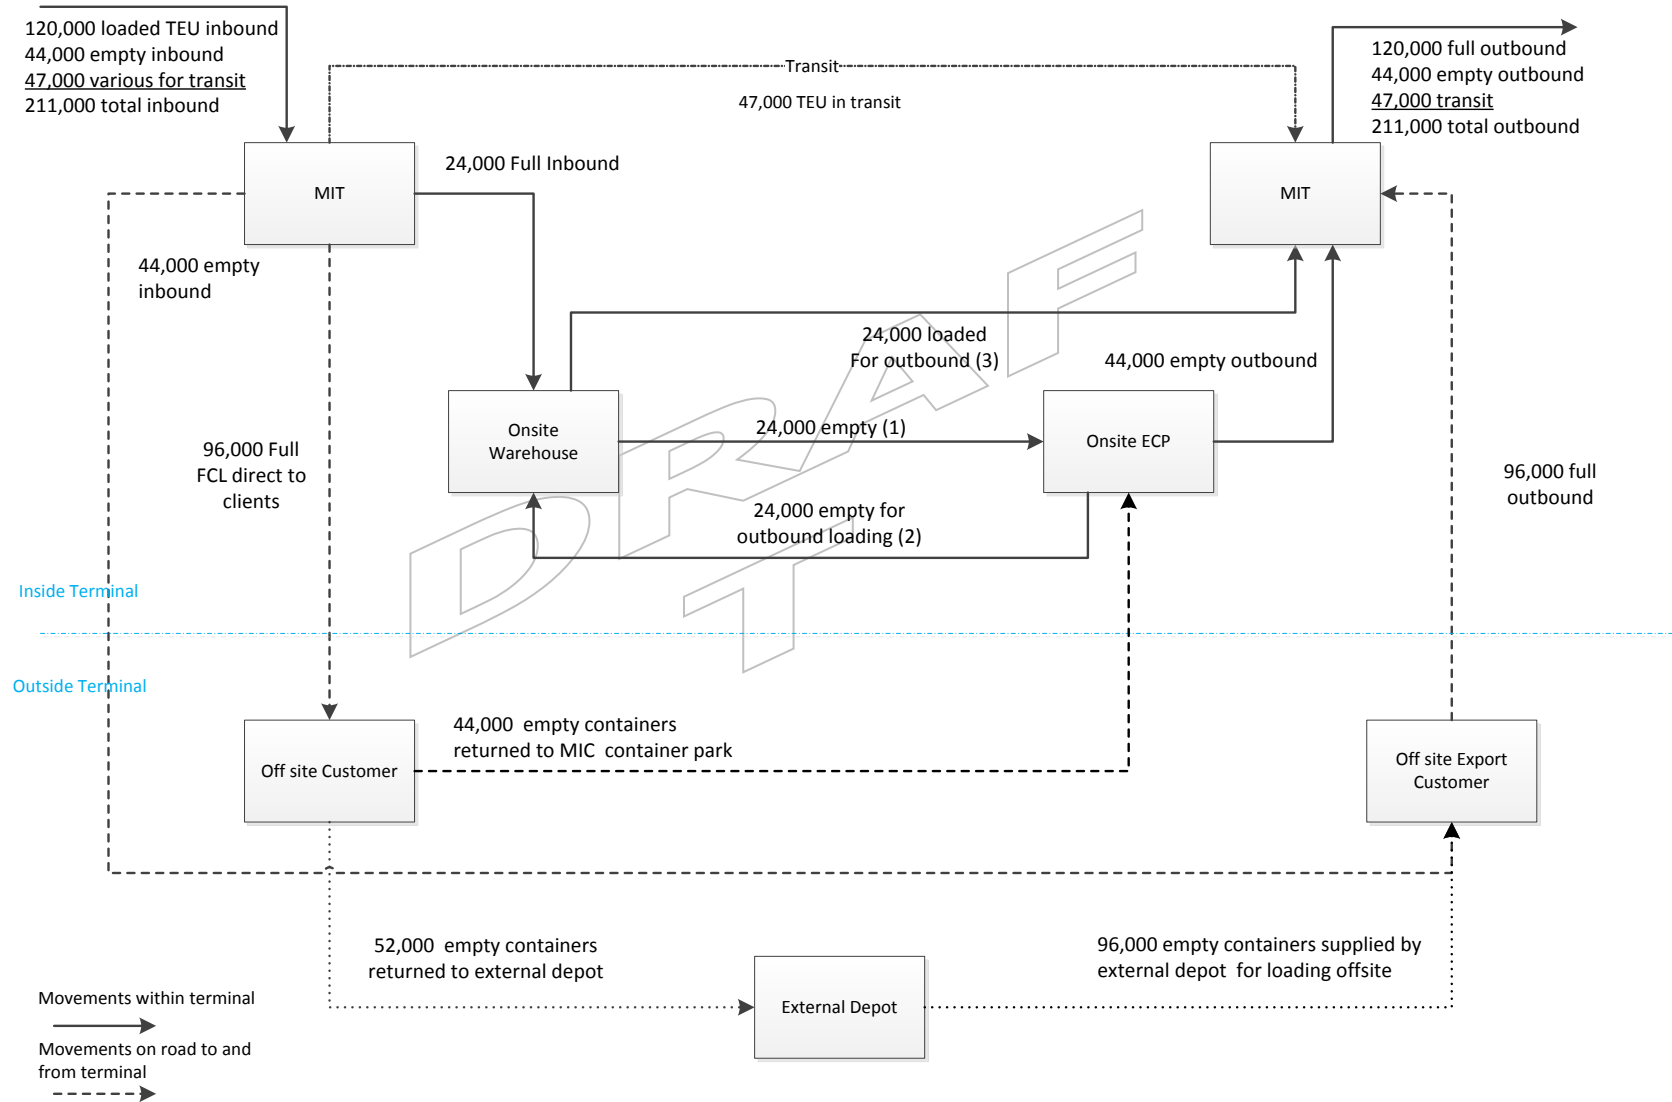 120,000 loaded TEU inbound
44,000 empty inbound
47,000 various for transit
211,000 total inbound
Transit
47,000 TEU in transit
120,000 full outbound
44,000 empty outbound
47,000 transit
211,000 total outbound
MIT
24,000 Full Inbound
MIT
44,000 empty
inbound
24,000 loaded
For outbound (3)
44,000 empty outbound
96,000 Full
FCL direct to
clients
Onsite
Warehouse
24,000 empty (1)
Onsite ECP
96,000 full
outbound
24,000 empty for
outbound loading (2)
DRAF
T
Inside Terminal
Outside Terminal
44,000 empty containers
returned to MIC container park
Off site Customer
Off site Export
Customer
52,000 empty containers
returned to external depot
96,000 empty containers supplied by
external depot for loading offsite
External Depot
Movements within terminal
Movements on road to and
from terminal